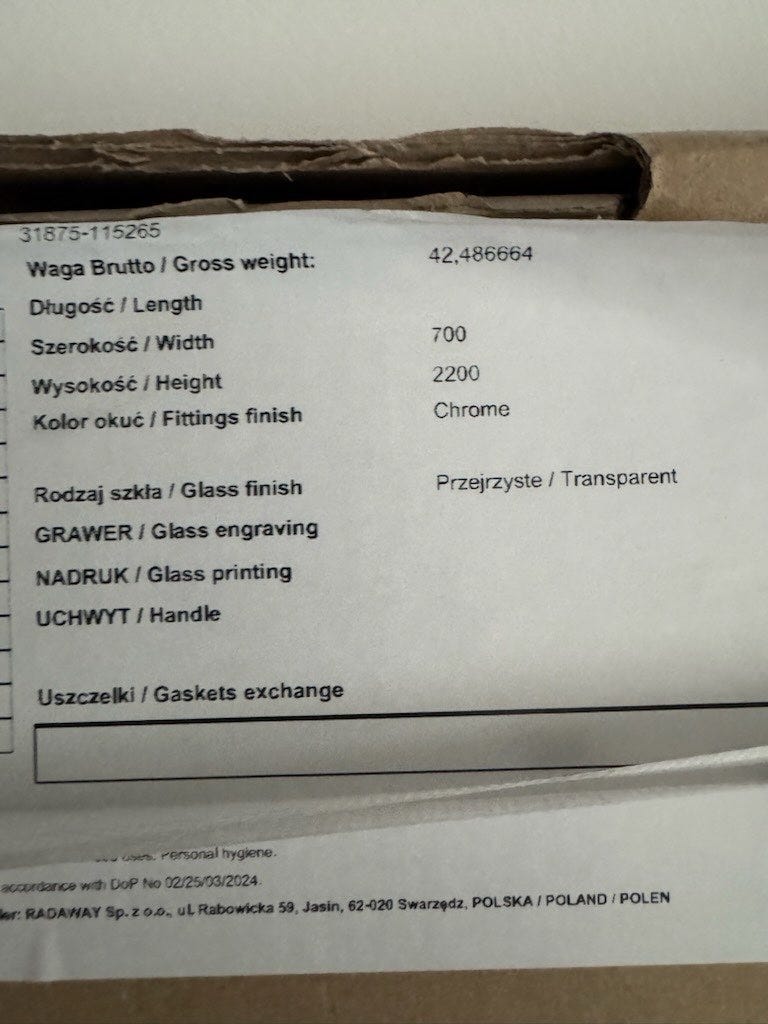 31875-115265
Waga Brutto / Gross weight: 42,486664
Długość / Length
Szerokość / Width 700
Wysokość / Height 2200
Kolor okuć / Fittings finish Chrome
Rodzaj szkła / Glass finish Przejrzyste / Transparent
GRAWER / Glass engraving
NADRUK / Glass printing
UCHWYT / Handle
Uszczelki / Gaskets exchange
Personal hygiene.
accordance with DoP No 02/25/03/2024.
RADAWAY Sp. z o.o., ul. Rabowicka 59, Jasin, 62-020 Swarzędz, POLSKA / POLAND / POLEN